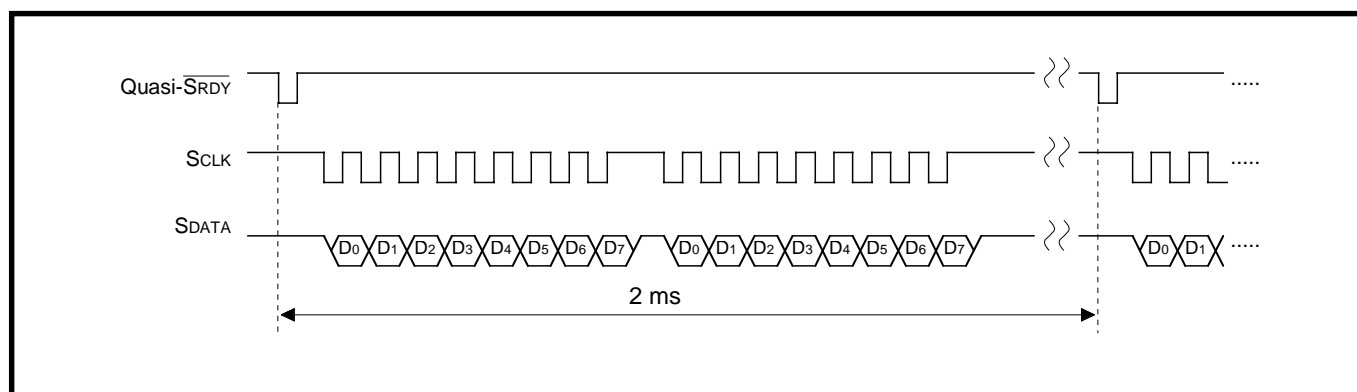 Quasi-SRDY .....
SCLK .....
SDATA D0 D1 D2 D3 D4 D5 D6 D7 D0 D1 D2 D3 D4 D5 D6 D7 D0 D1 .....
2 ms